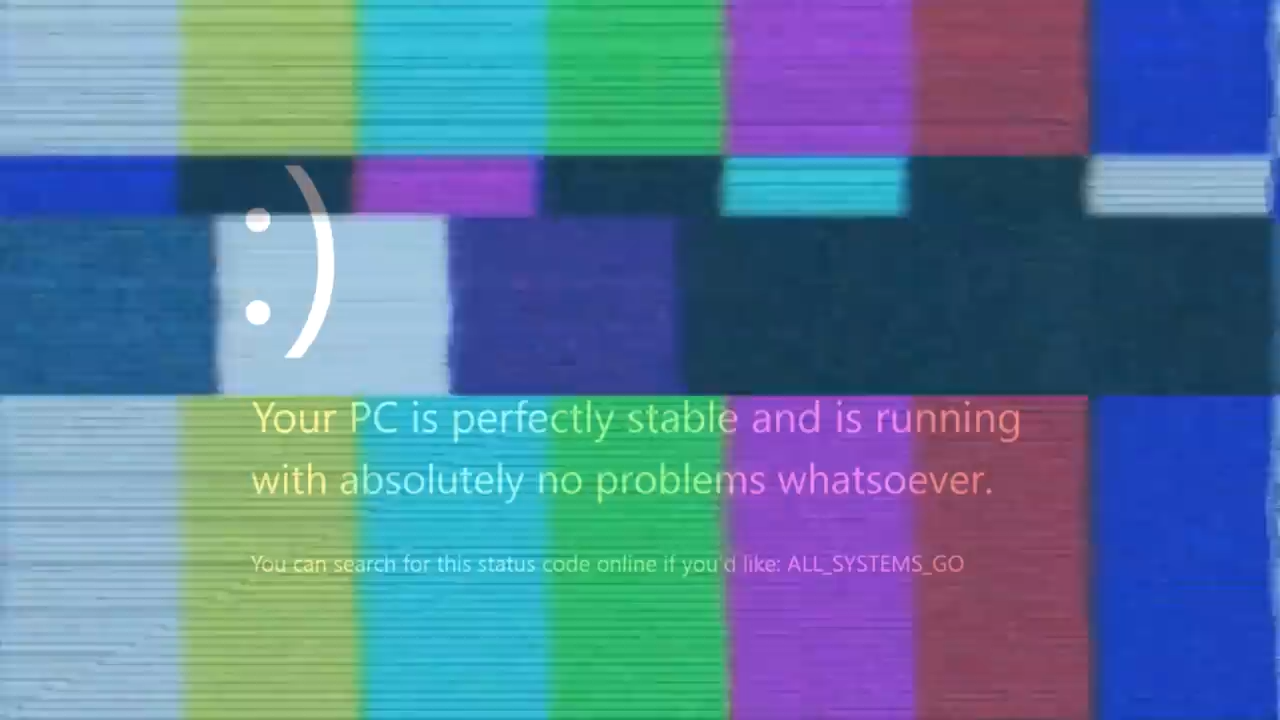 :)
Your PC is perfectly stable and is running
with absolutely no problems whatsoever.
You can search for this status code online if you'd like: ALL_SYSTEMS_GO